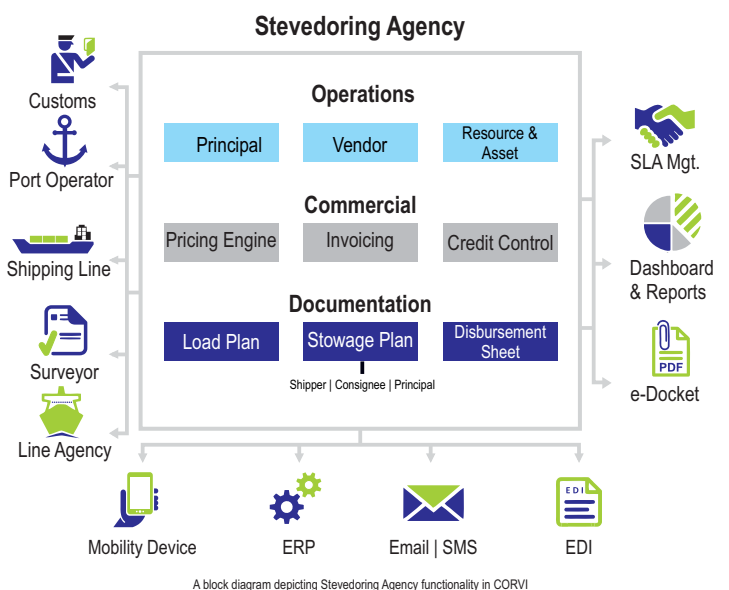 Stevedoring Agency
Customs
Port Operator
Shipping Line
Surveyor
Line Agency
Operations
Principal
Vendor
Resource &
Asset
Commercial
Pricing Engine
Invoicing
Credit Control
Documentation
Load Plan
Stowage Plan
Disbursement
Sheet
Shipper | Consignee | Principal
SLA Mgt.
Dashboard
& Reports
PDF
e-Docket
Mobility Device
ERP
Email | SMS
EDI
EDI
A block diagram depicting Stevedoring Agency functionality in CORVI